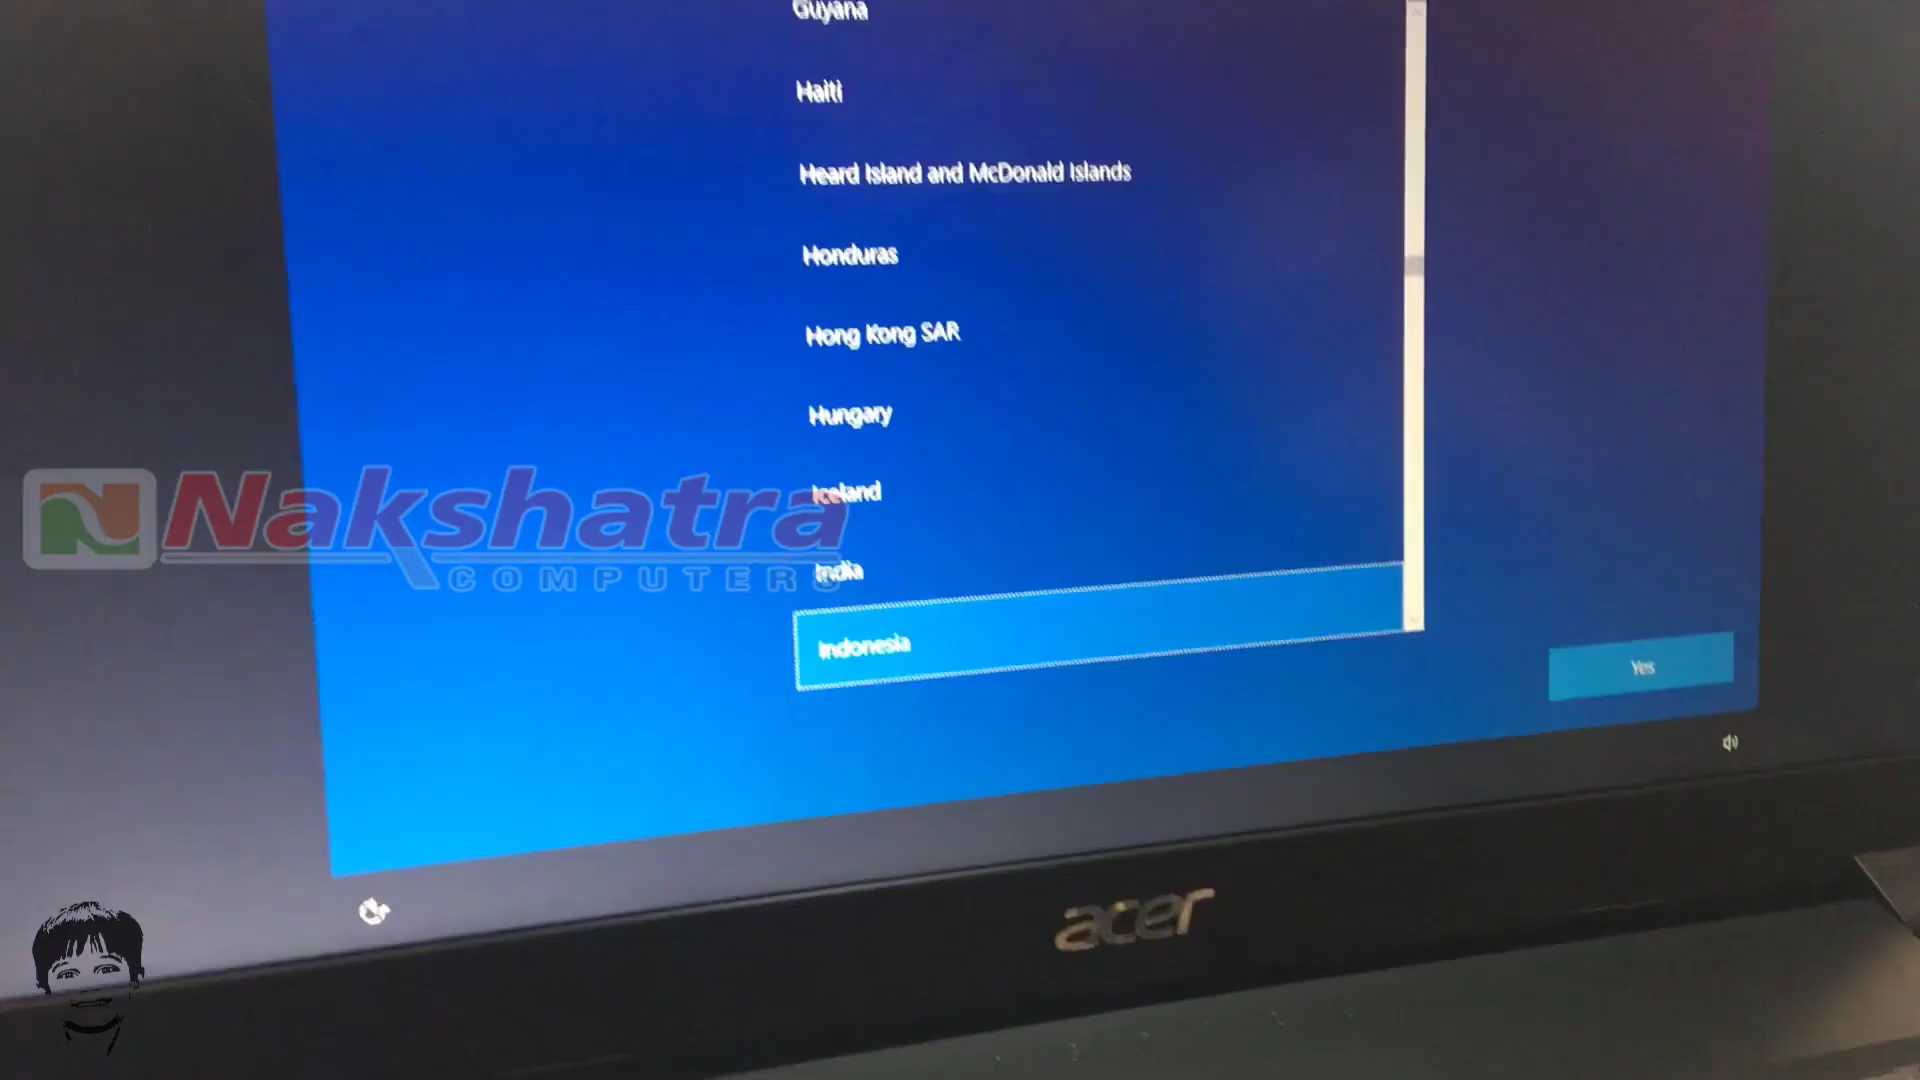 Guyana
Haiti
Heard Island and McDonald Islands
Honduras
Hong Kong SAR
Hungary
Iceland
India
Indonesia
Yes
Nakshatra
COMPUTERS
acer